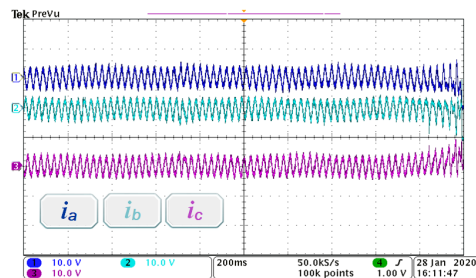 Tek PreVu
1
2
3
ia ib ic
1 10.0 V 2 10.0 V 200ms 50.0kS/s 4 1.00 V 28 Jan 2020
3 10.0 V 100k points 16:11:47